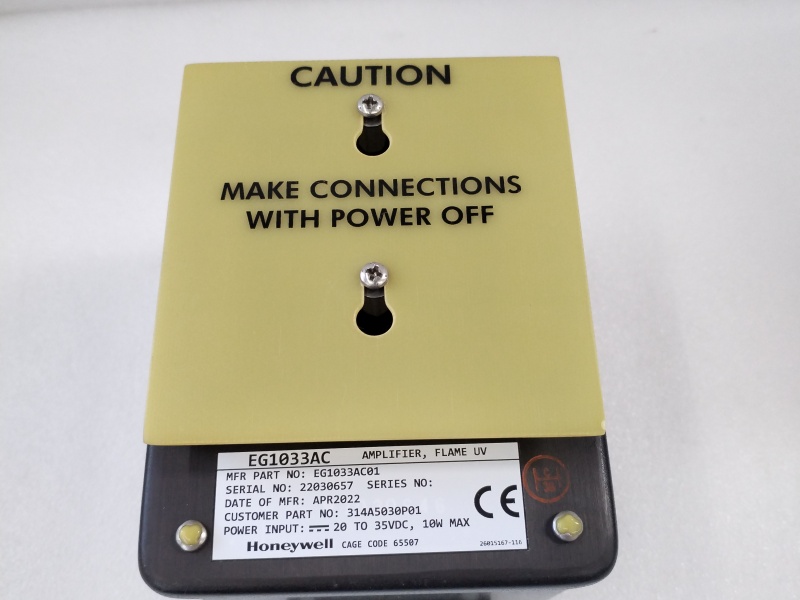 CAUTION
MAKE CONNECTIONS
WITH POWER OFF
EG1033AC AMPLIFIER, FLAME UV
MFR PART NO: EG1033AC01
SERIAL NO: 22030657 SERIES NO:
DATE OF MFR: APR2022
CUSTOMER PART NO: 314A5030P01
POWER INPUT: 20 TO 35VDC, 10W MAX
CE
Honeywell CAGE CODE 65507 26015167-116